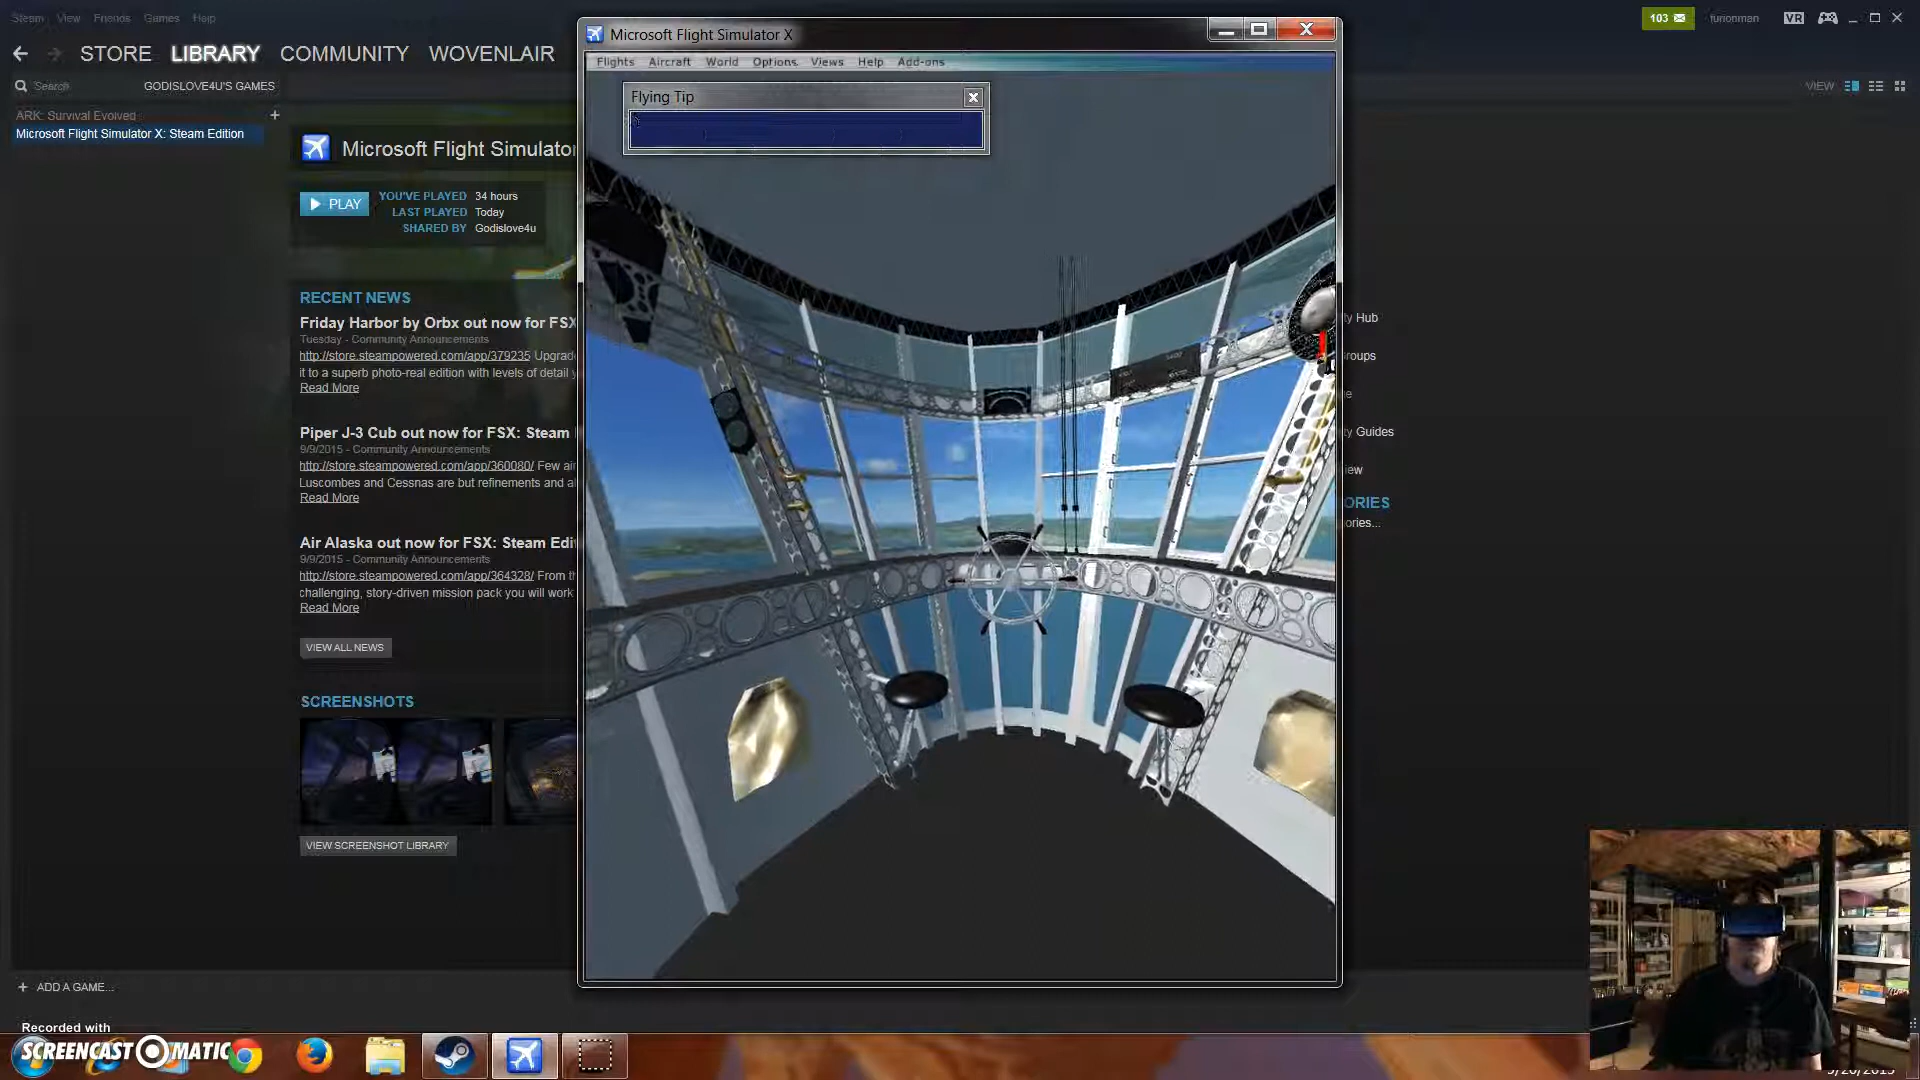 Steam View Friends Games Help
103
furionman
VR
STORE LIBRARY COMMUNITY WOVENLAIR
Search
GODISLOVE4U'S GAMES
VIEW
ARK: Survival Evolved
Microsoft Flight Simulator X: Steam Edition
Microsoft Flight Simulator
PLAY
YOU'VE PLAYED 34 hours
LAST PLAYED Today
SHARED BY Godislove4u
RECENT NEWS
Friday Harbor by Orbx out now for FSX
Tuesday - Community Announcements
http://store.steampowered.com/app/379235 Upgrad
it to a superb photo-real edition with levels of detail y
Read More
Piper J-3 Cub out now for FSX: Steam
9/9/2015 - Community Announcements
http://store.steampowered.com/app/360080/ Few air
Luscombes and Cessnas are but refinements and a
Read More
Air Alaska out now for FSX: Steam Edi
9/9/2015 - Community Announcements
http://store.steampowered.com/app/364328/ From th
challenging, story-driven mission pack you will work
Read More
VIEW ALL NEWS
SCREENSHOTS
VIEW SCREENSHOT LIBRARY
Microsoft Flight Simulator X
Flights Aircraft World Options Views Help Add-ons
Flying Tip
ty Hub
roups
ty Guides
iew
ORIES
ories...
ADD A GAME...
Recorded with
SCREENCAST MATIC